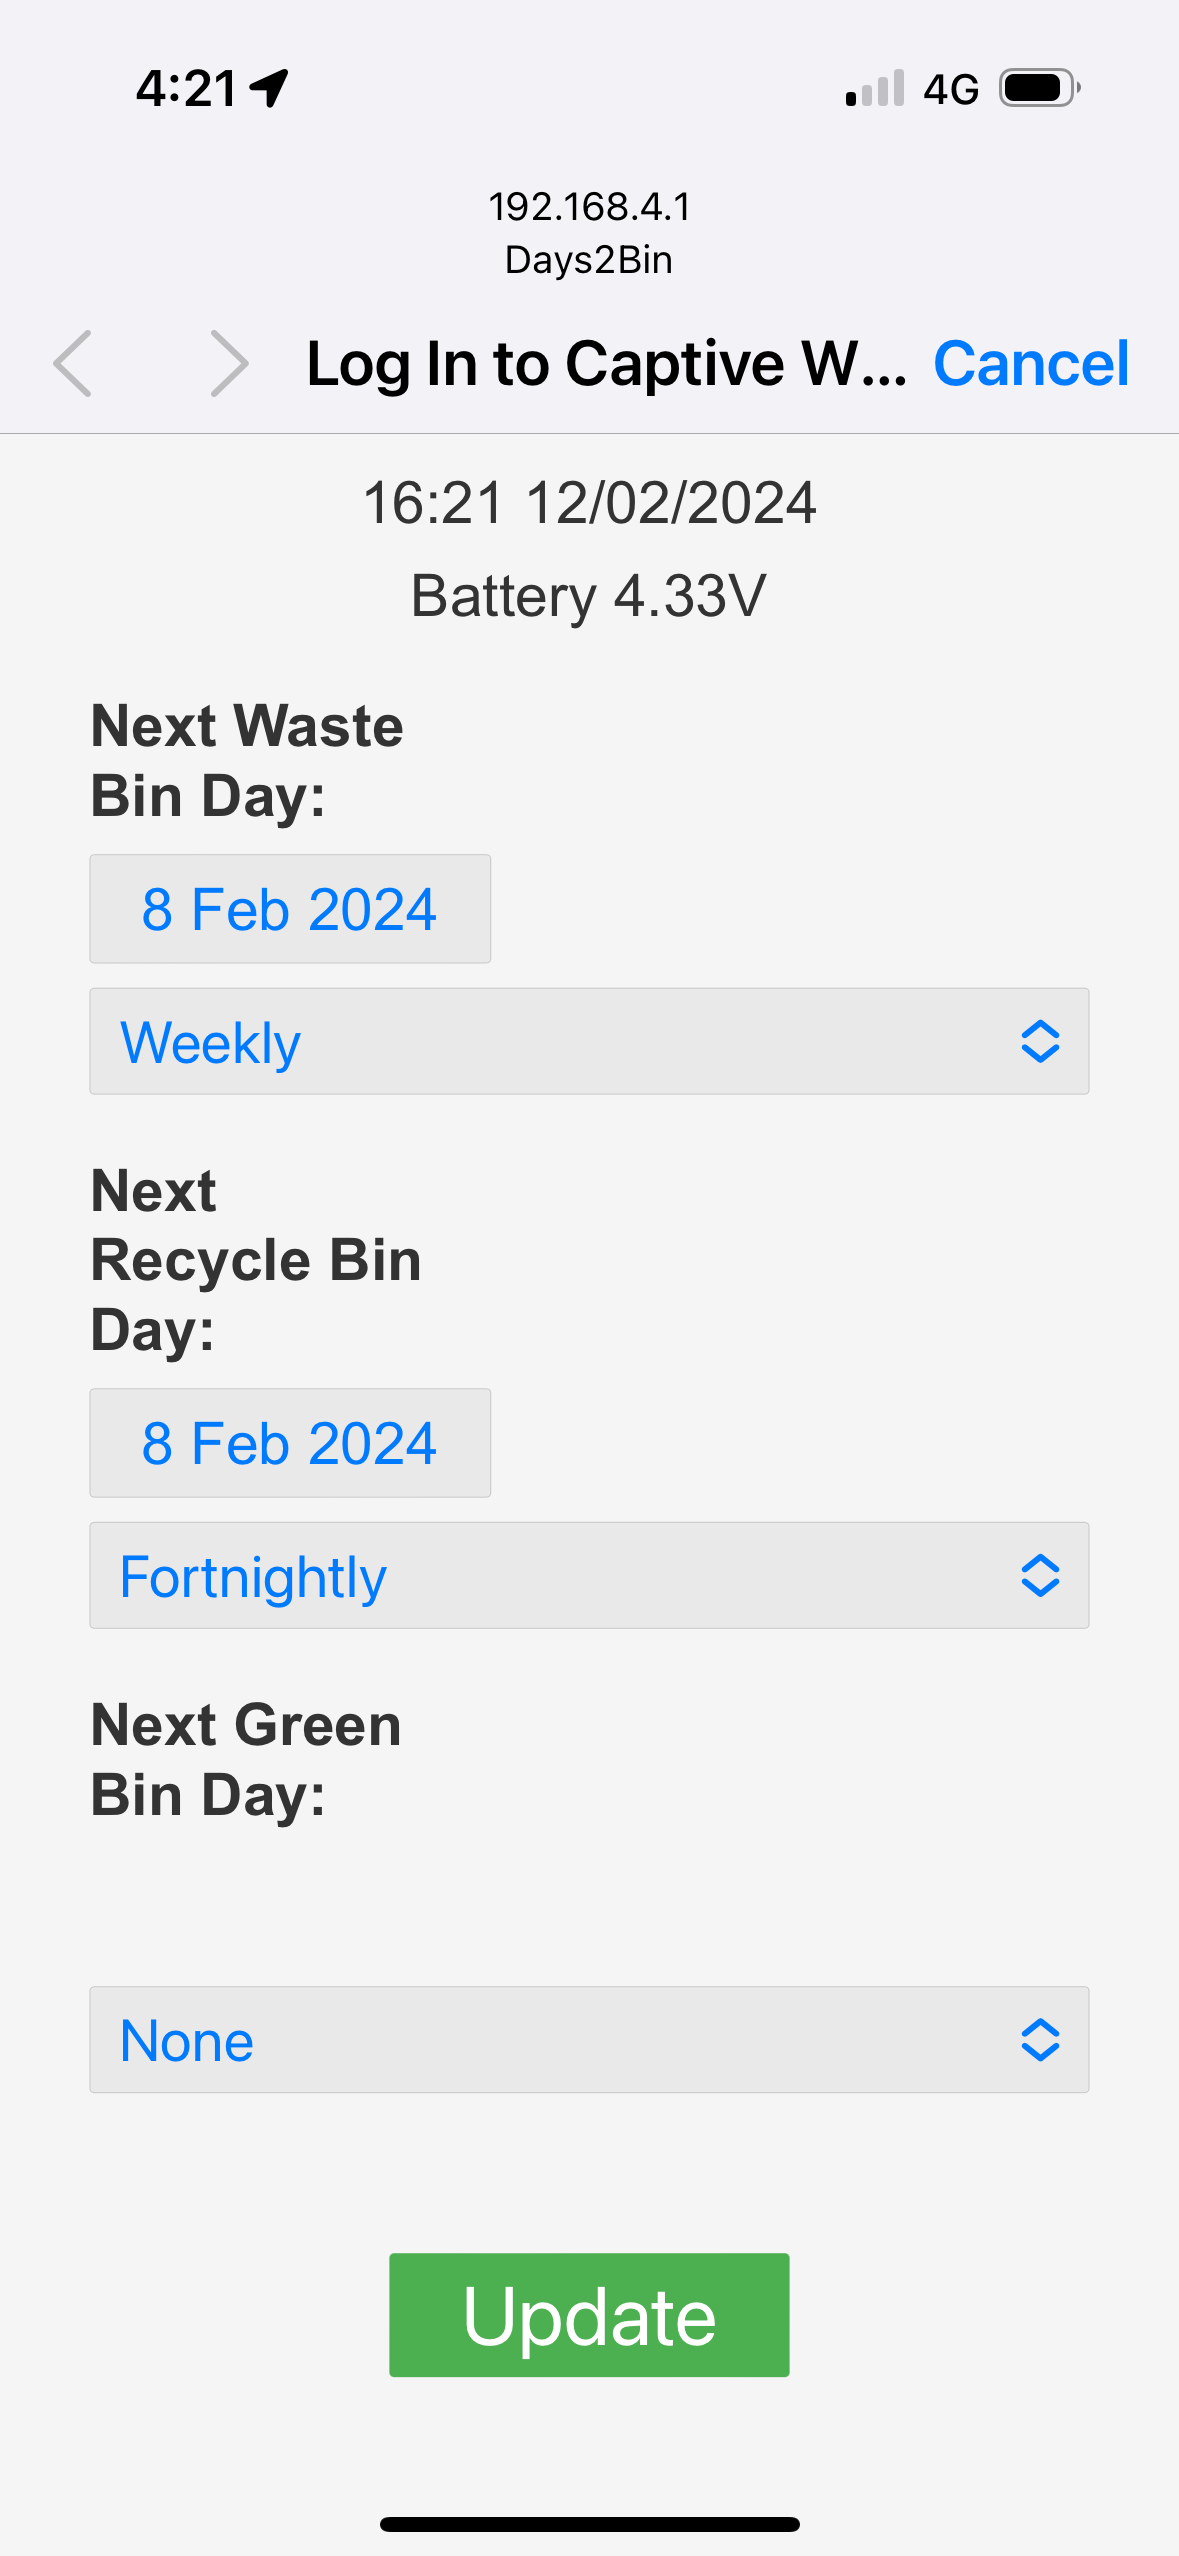 4:21
4G
192.168.4.1
Days2Bin
Log In to Captive W... Cancel
16:21 12/02/2024
Battery 4.33V
Next Waste
Bin Day:
8 Feb 2024
Weekly
Next
Recycle Bin
Day:
8 Feb 2024
Fortnightly
Next Green
Bin Day:
None
Update